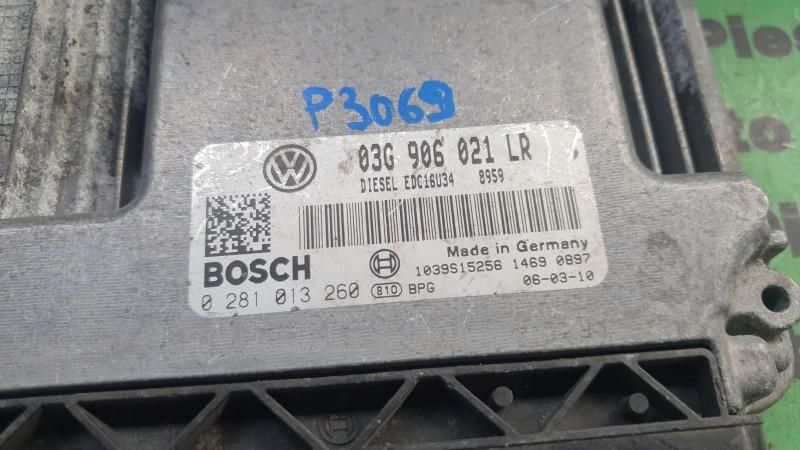 P3069
03G 906 021 LR
DIESEL EDC16U34 8959
Made in Germany
BOSCH
1039S15256 1469 0897
0 281 013 260 810 BPG
06-03-10